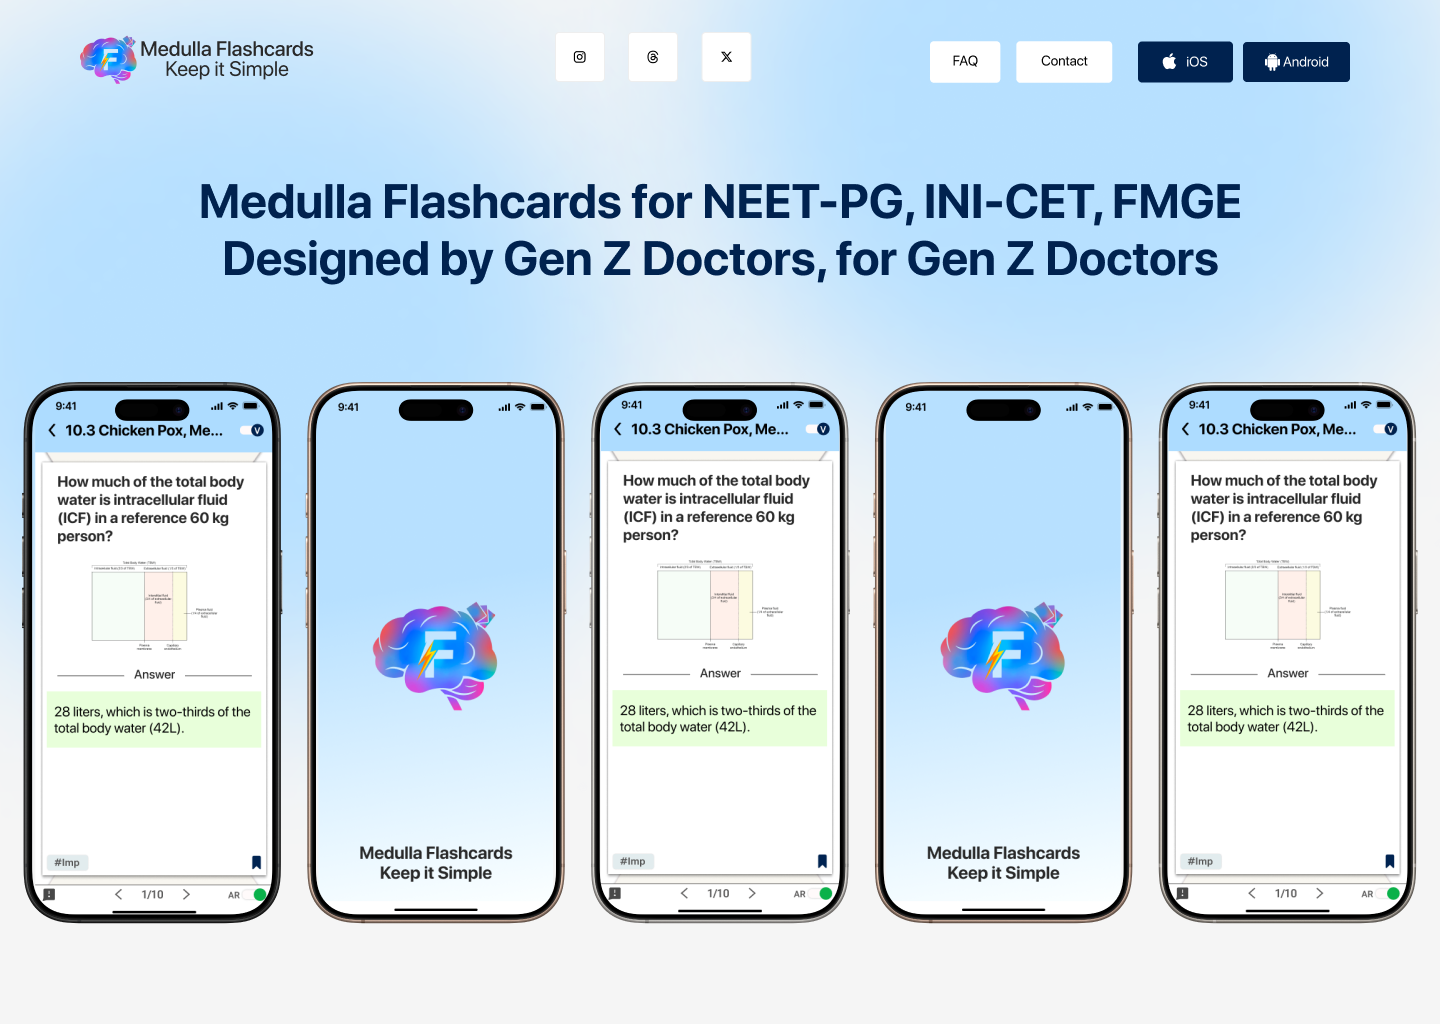 Medulla Flashcards
Keep it Simple
FAQ
Contact
iOS
Android
Medulla Flashcards for NEET-PG, INI-CET, FMGE
Designed by Gen Z Doctors, for Gen Z Doctors
9:41
10.3 Chicken Pox, Me...
V
How much of the total body
water is intracellular fluid
(ICF) in a reference 60 kg
person?
Answer
28 liters, which is two-thirds of the
total body water (42L).
#Imp
1/10
AR
9:41
Medulla Flashcards
Keep it Simple
9:41
10.3 Chicken Pox, Me...
V
How much of the total body
water is intracellular fluid
(ICF) in a reference 60 kg
person?
Answer
28 liters, which is two-thirds of the
total body water (42L).
#Imp
1/10
AR
9:41
Medulla Flashcards
Keep it Simple
9:41
10.3 Chicken Pox, Me...
V
How much of the total body
water is intracellular fluid
(ICF) in a reference 60 kg
person?
Answer
28 liters, which is two-thirds of the
total body water (42L).
#Imp
1/10
AR